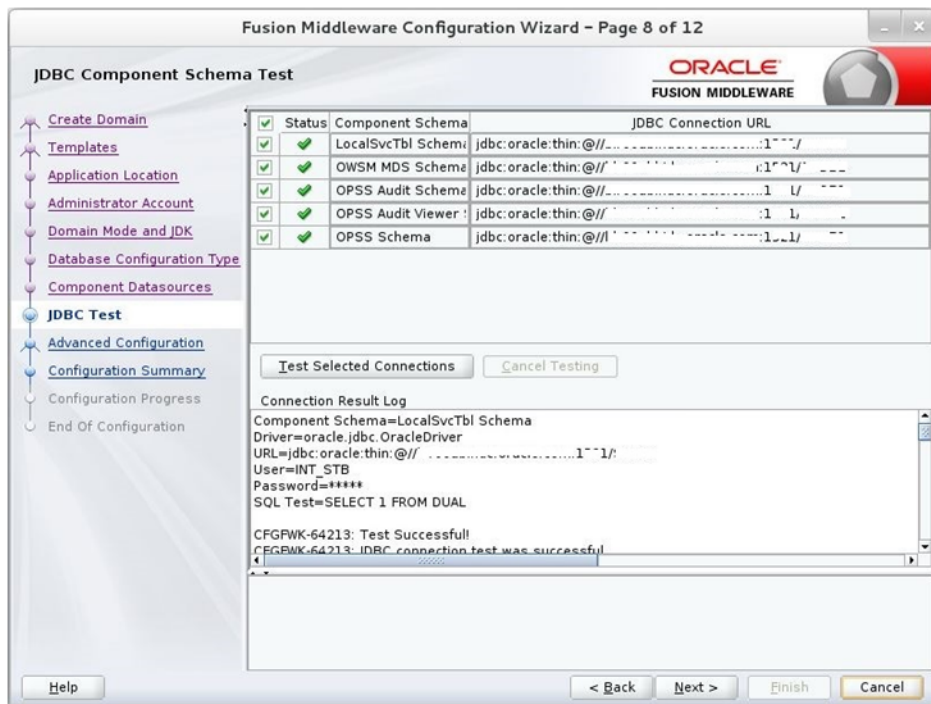 Fusion Middleware Configuration Wizard - Page 8 of 12
JDBC Component Schema Test
ORACLE
FUSION MIDDLEWARE
Create Domain
Templates
Application Location
Administrator Account
Domain Mode and JDK
Database Configuration Type
Component Datasources
JDBC Test
Advanced Configuration
Configuration Summary
Configuration Progress
End Of Configuration
Status Component Schema JDBC Connection URL
LocalSvcTbl Schema jdbc:oracle:thin:@//
OWSM MDS Schema jdbc:oracle:thin:@//
OPSS Audit Schema jdbc:oracle:thin:@//
OPSS Audit Viewer jdbc:oracle:thin:@//
OPSS Schema jdbc:oracle:thin:@//
Test Selected Connections Cancel Testing
Connection Result Log
Component Schema=LocalSvcTbl Schema
Driver=oracle.jdbc.OracleDriver
URL=jdbc:oracle:thin:@//
User=INT_STB
Password=*****
SQL Test=SELECT 1 FROM DUAL
CFGFWK-64213: Test Successful!
CFGFWK-64213: JDBC connection test was successful
Help < Back Next > Finish Cancel